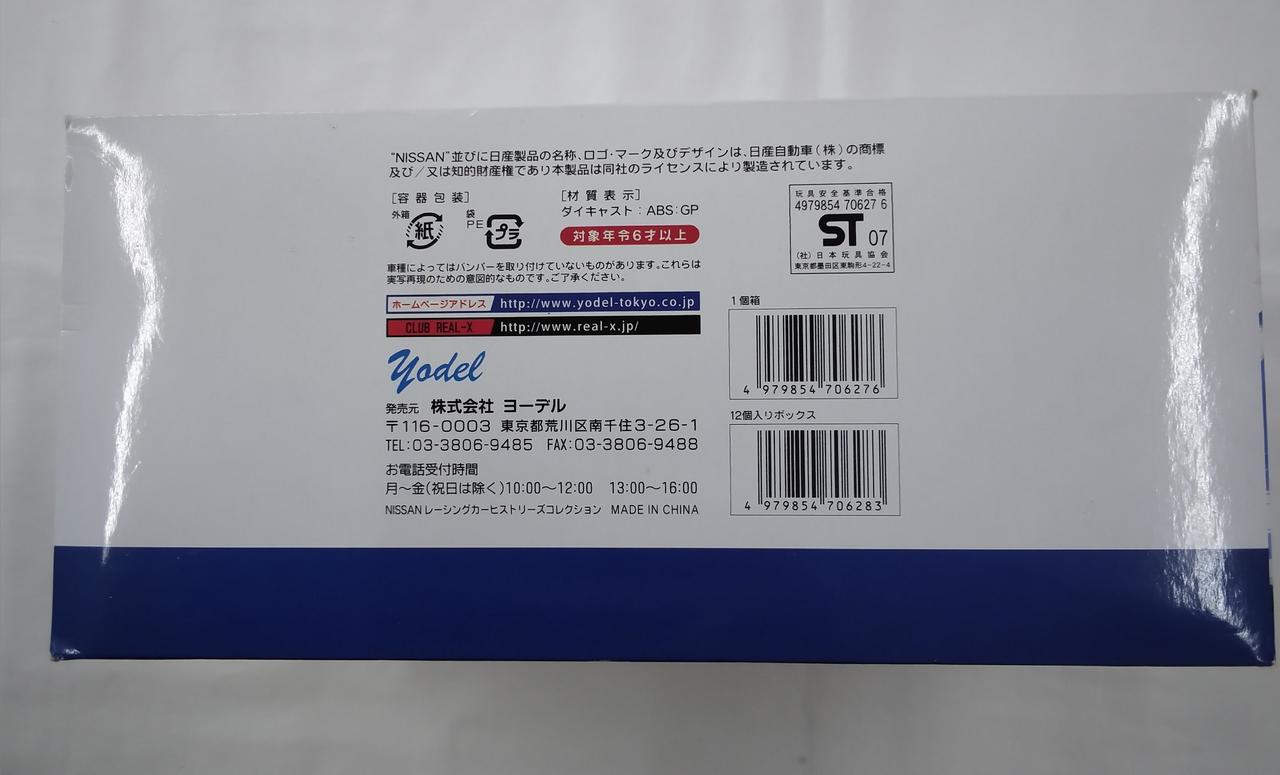 “NISSAN”並びに日産製品の名称、ロゴ・マーク及びデザインは、日産自動車（株）の商標
及び／又は知的財産権であり本製品は同社のライセンスにより製造されています。
［容器包装］
外箱 紙 袋 PE プラ
［材質表示］
ダイキャスト：ABS:GP
対象年令6才以上
玩具安全基準合格
4979854 70627 6
ST 07
（社）日本玩具協会
東京都墨田区東駒形4-22-4
車種によってはバンパーを取り付けていないものがあります。これらは
実写再現のための意図的なものです。ご了承ください。
ホームページアドレス http://www.yodel-tokyo.co.jp
CLUB REAL-X http://www.real-x.jp/
Yodel
発売元 株式会社 ヨーデル
〒116-0003 東京都荒川区南千住3-26-1
TEL:03-3806-9485 FAX:03-3806-9488
お電話受付時間
月〜金(祝日は除く)10:00〜12:00 13:00〜16:00
NISSAN レーシングカーヒストリーズコレクション MADE IN CHINA
1個箱
4 979854 706276
12個入りボックス
4 979854 706283